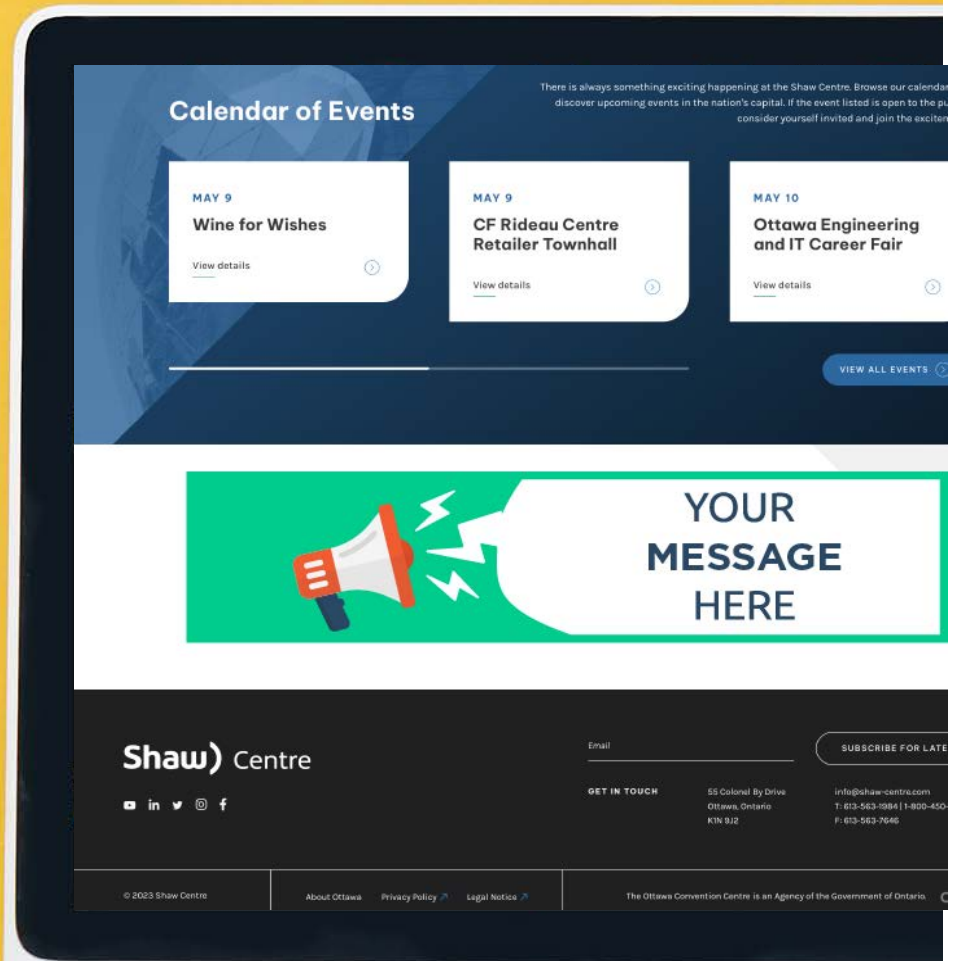 Calendar of Events
There is always something exciting happening at the Shaw Centre. Browse our calendar
discover upcoming events in the nation's capital. If the event listed is open to the pu
consider yourself invited and join the excitem
MAY 9
Wine for Wishes
View details
MAY 9
CF Rideau Centre
Retailer Townhall
View details
MAY 10
Ottawa Engineering
and IT Career Fair
View details
VIEW ALL EVENTS
YOUR
MESSAGE
HERE
Shaw) Centre
Email
SUBSCRIBE FOR LATE
GET IN TOUCH
55 Colonel By Drive
Ottawa, Ontario
K1N 9J2
info@shaw-centre.com
T: 613-563-1984 | 1-800-450-
F: 613-563-7646
© 2023 Shaw Centre
About Ottawa
Privacy Policy
Legal Notice
The Ottawa Convention Centre is an Agency of the Government of Ontario.